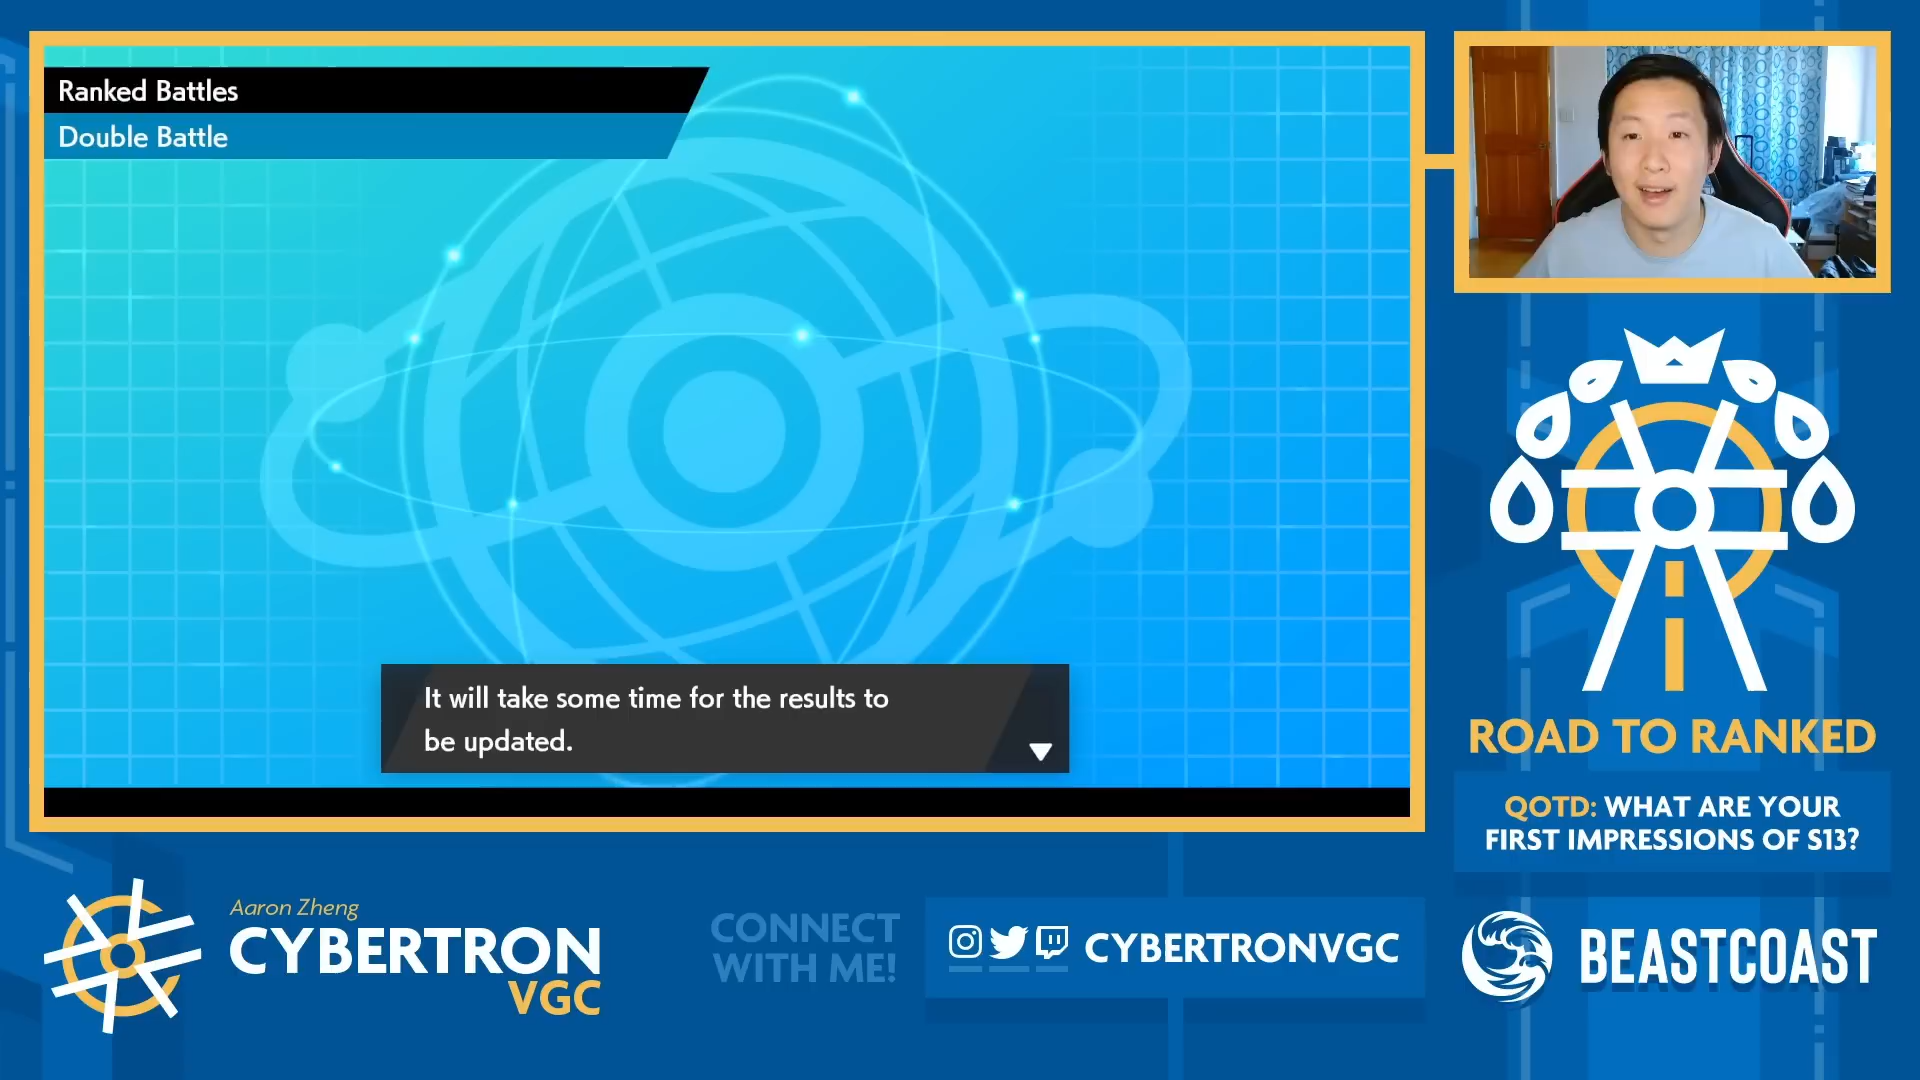 Ranked Battles
Double Battle
It will take some time for the results to
be updated.
ROAD TO RANKED
QOTD: WHAT ARE YOUR
FIRST IMPRESSIONS OF S13?
Aaron Zheng
CYBERTRON
VGC
CONNECT
WITH ME!
CYBERTRONVGC
BEASTCOAST